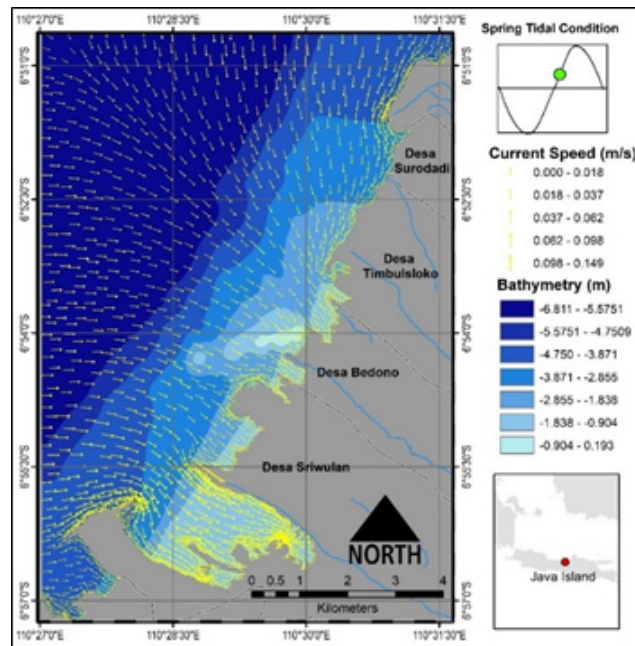 110°27'0"E 110°28'30"E 110°30'0"E 110°31'30"E
6°51'0"S 6°51'0"S
6°52'30"S 6°52'30"S
6°54'0"S 6°54'0"S
6°55'30"S 6°55'30"S
6°57'0"S 6°57'0"S
Desa
Surodadi
Desa
Timbulsloko
Desa Bedono
Desa Sriwulan
NORTH
0 0.5 1 2 3 4
Kilometers
110°27'0"E 110°28'30"E 110°30'0"E 110°31'30"E
Spring Tidal Condition
Current Speed (m/s)
0.000 - 0.018
0.018 - 0.037
0.037 - 0.062
0.062 - 0.098
0.098 - 0.149
Bathymetry (m)
-6.811 - -5.5751
-5.5751 - -4.7509
-4.750 - -3.871
-3.871 - -2.855
-2.855 - -1.838
-1.838 - -0.904
-0.904 - 0.193
Java Island